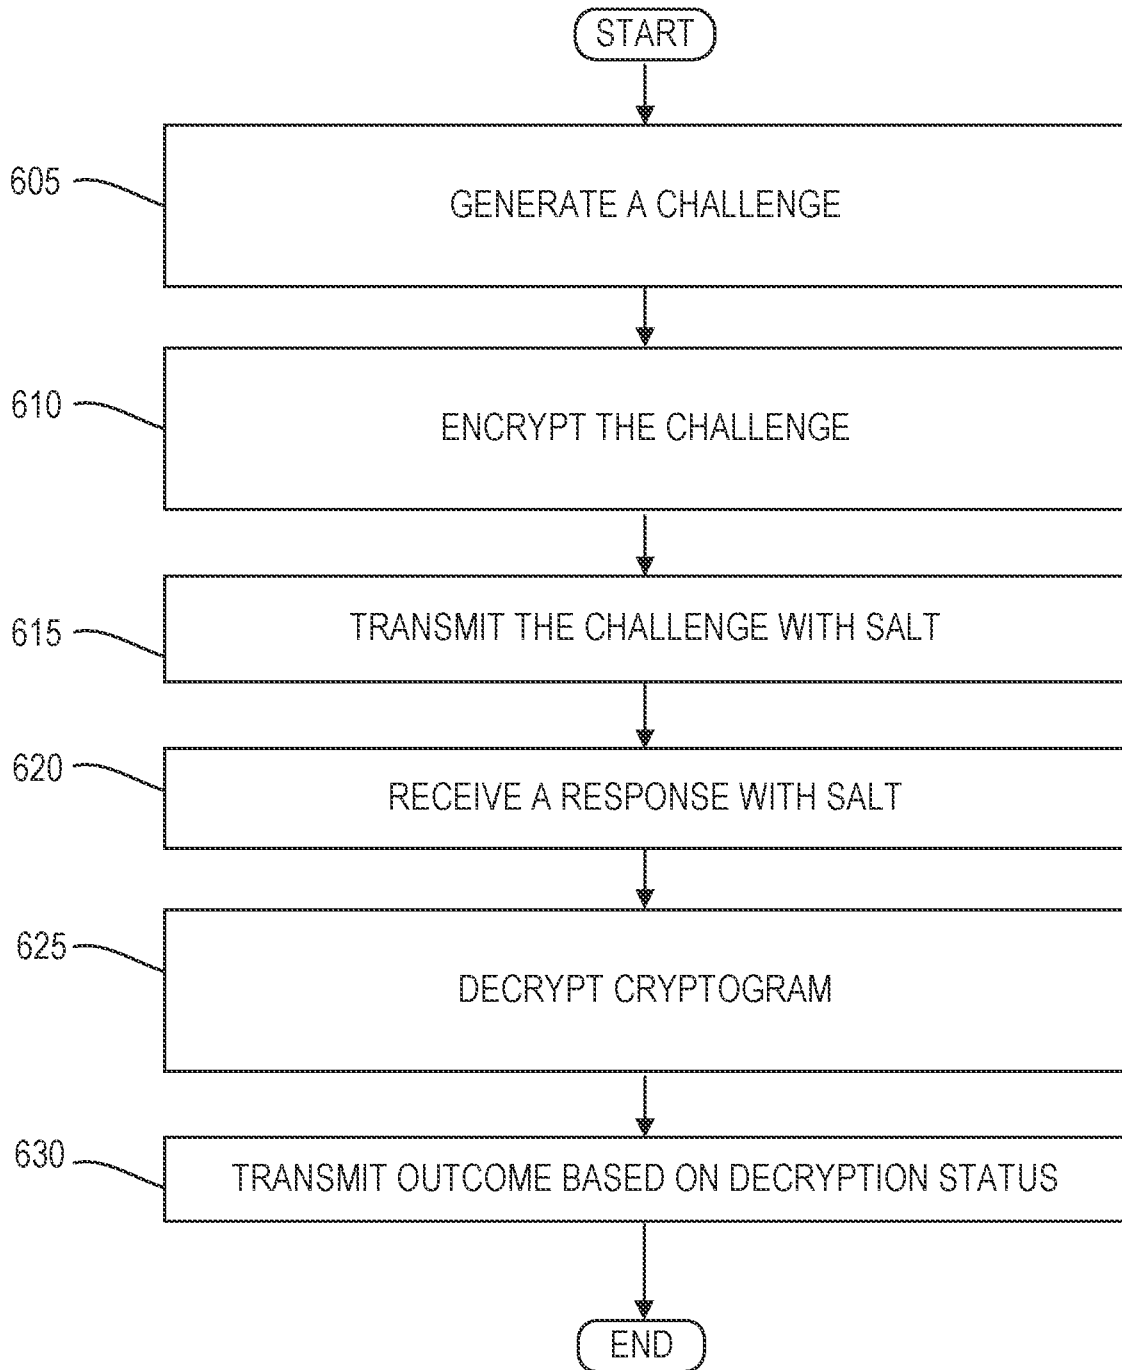 START
605
GENERATE A CHALLENGE
610
ENCRYPT THE CHALLENGE
615
TRANSMIT THE CHALLENGE WITH SALT
620
RECEIVE A RESPONSE WITH SALT
625
DECRYPT CRYPTOGRAM
630
TRANSMIT OUTCOME BASED ON DECRYPTION STATUS
END